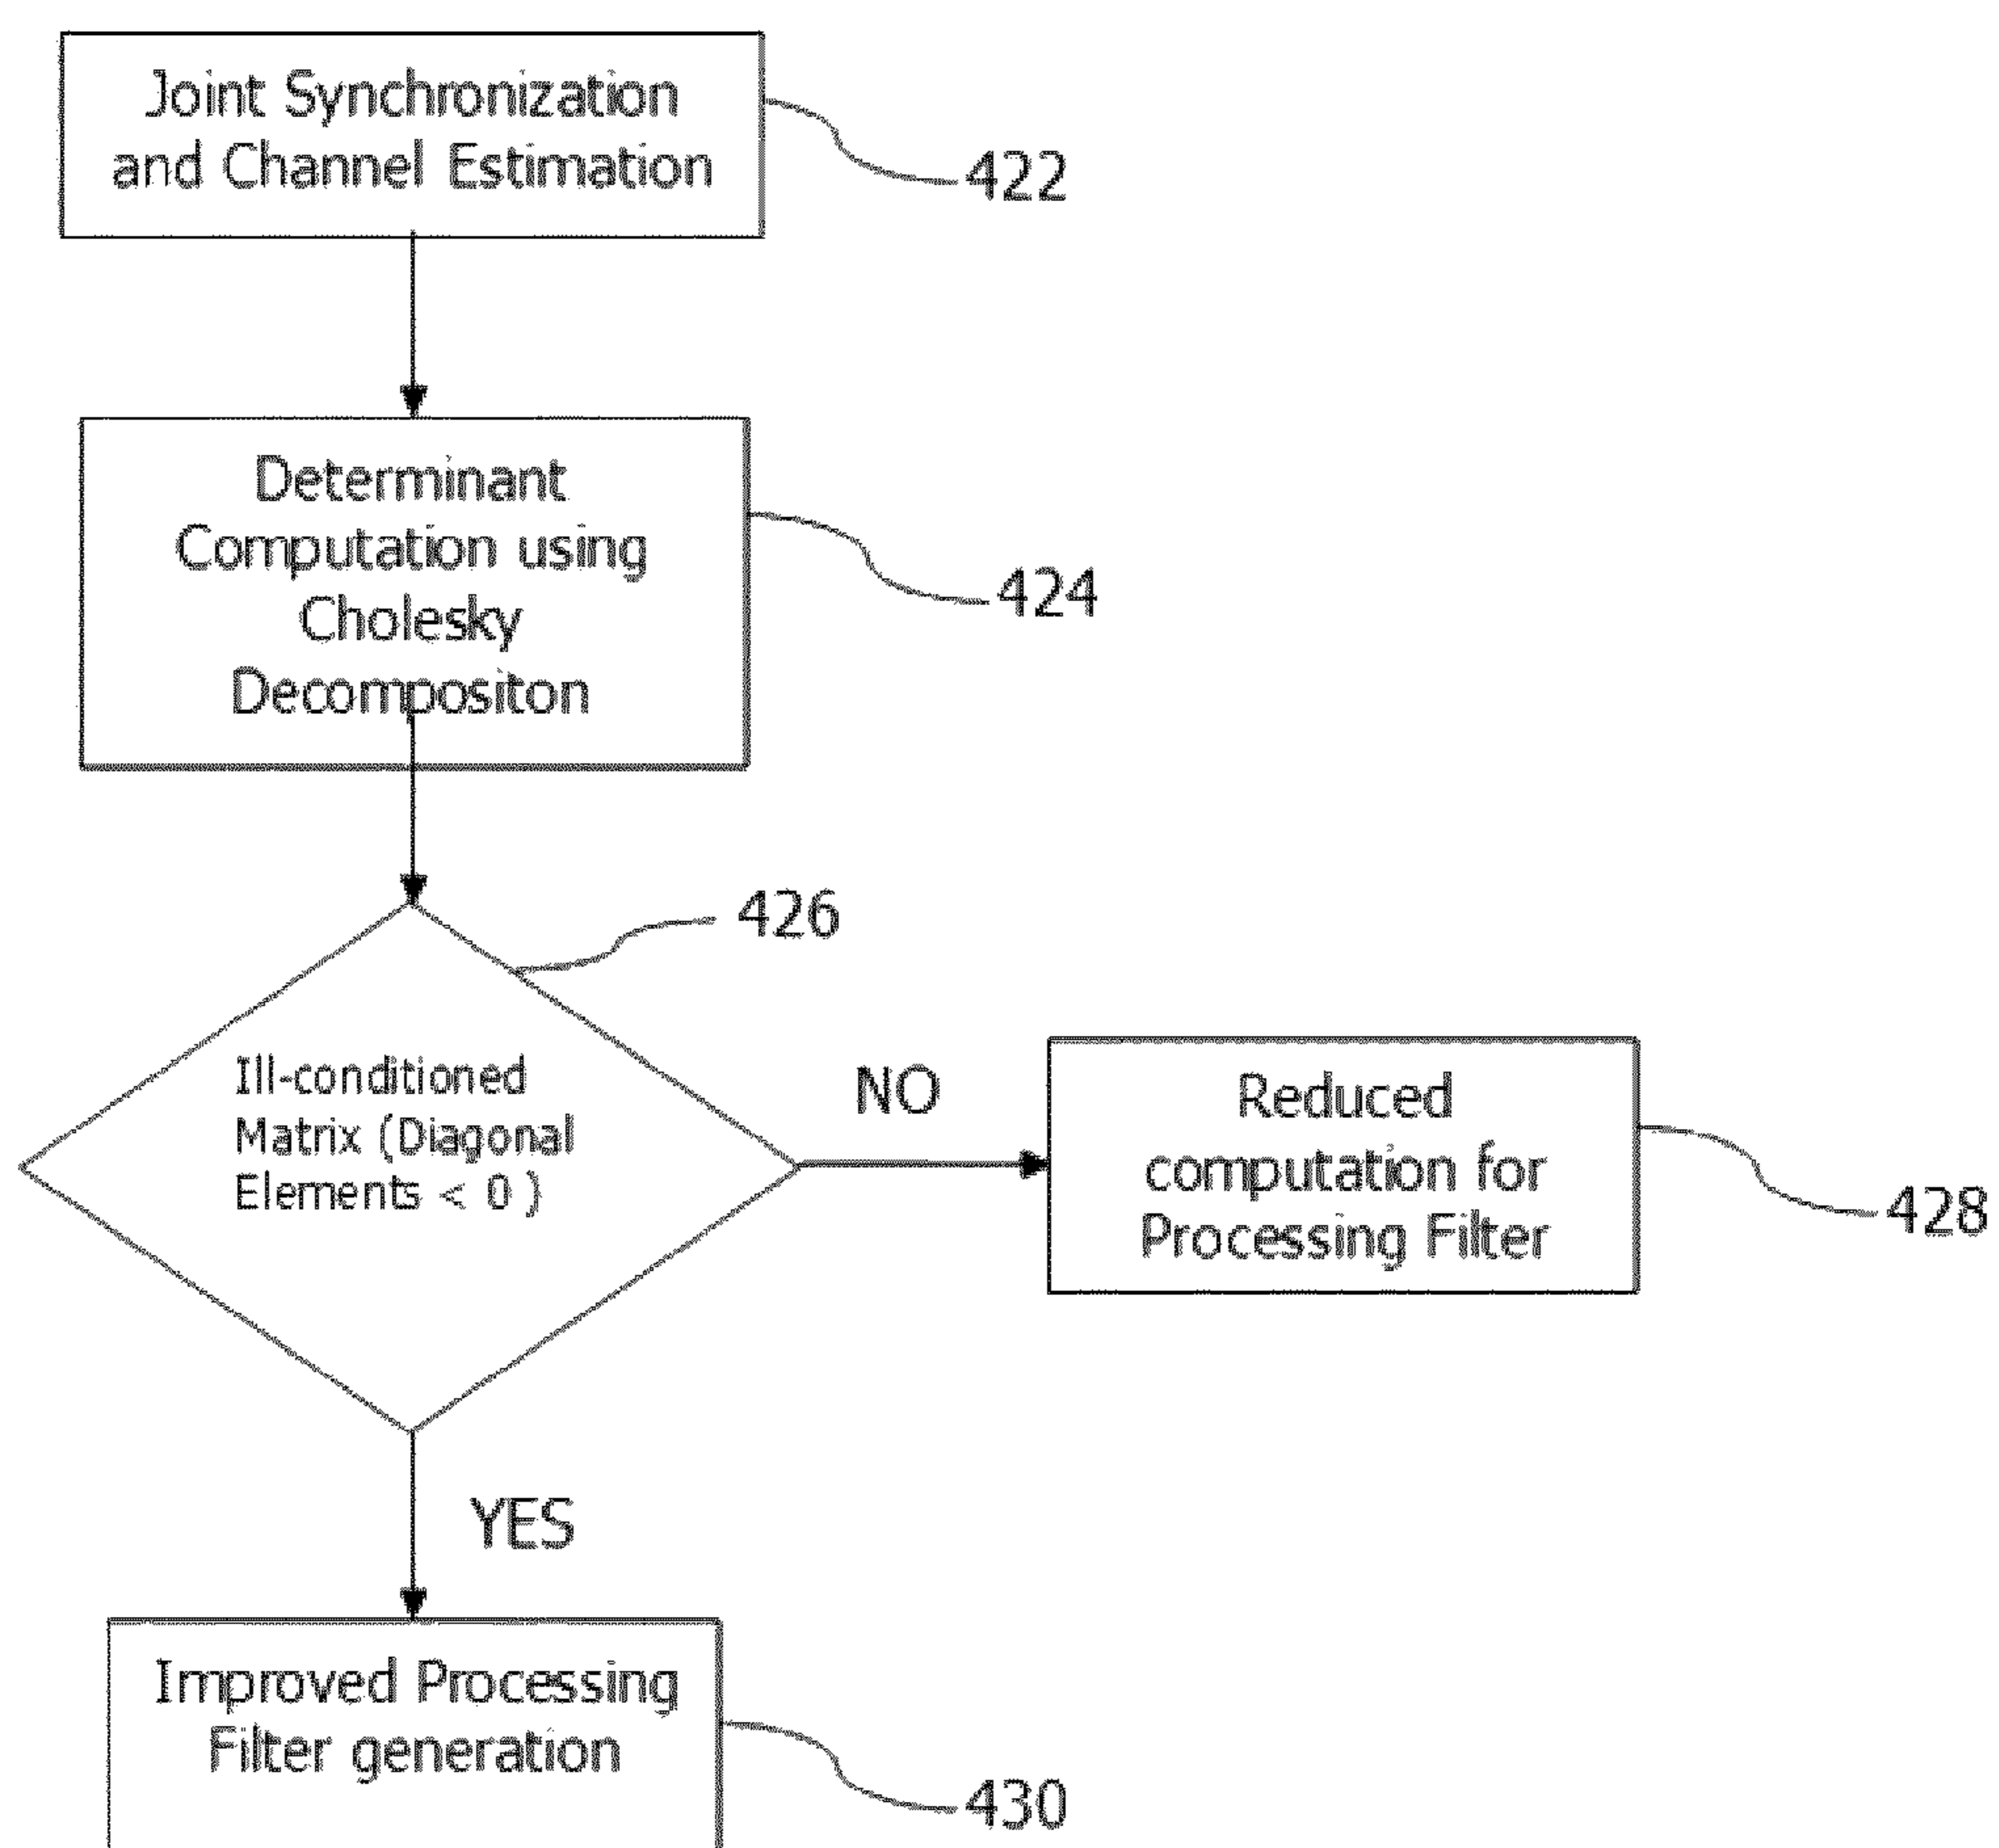 Joint Synchronization
and Channel Estimation
422
Determinant
Computation using
Cholesky
Decompositon
424
426
Ill-conditioned
Matrix (Diagonal
Elements < 0 )
NO
Reduced
computation for
Processing Filter
428
YES
Improved Processing
Filter generation
430